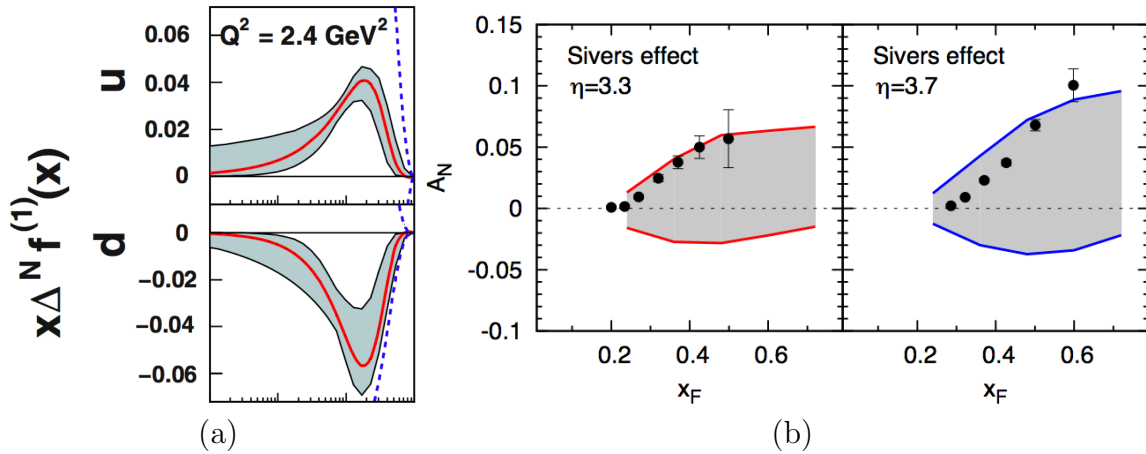 Q² = 2.4 GeV²
u
0.06
0.04
0.02
0
x Δᴺ f⁽¹⁾(x)
d
0
−0.02
−0.04
−0.06
(a)
A_N
0.15
0.1
0.05
0
-0.05
-0.1
Sivers effect
η=3.3
Sivers effect
η=3.7
0.2 0.4 0.6
0.2 0.4 0.6
x_F
x_F
(b)